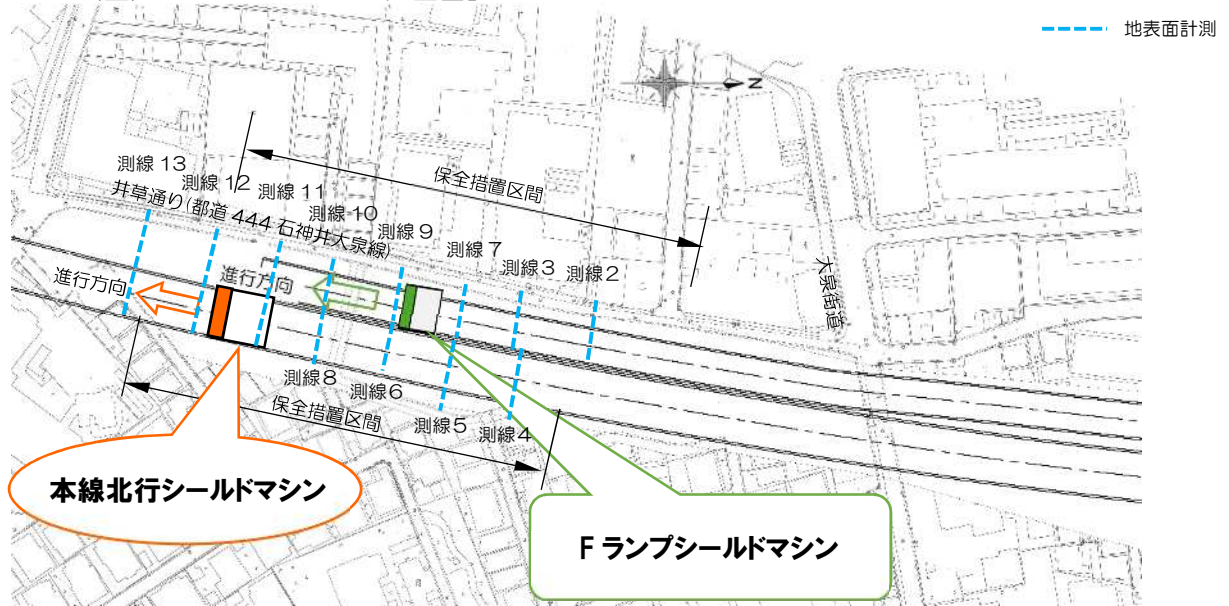 地表面計測
N
測線 13
測線 12
測線 11
測線 10
測線 9
測線 7
測線 3
測線 2
保全措置区間
井草通り(都道 444 石神井大泉線)
大泉街道
進行方向
進行方向
測線8
測線6
測線5
測線4
保全措置区間
本線北行シールドマシン
F ランプシールドマシン